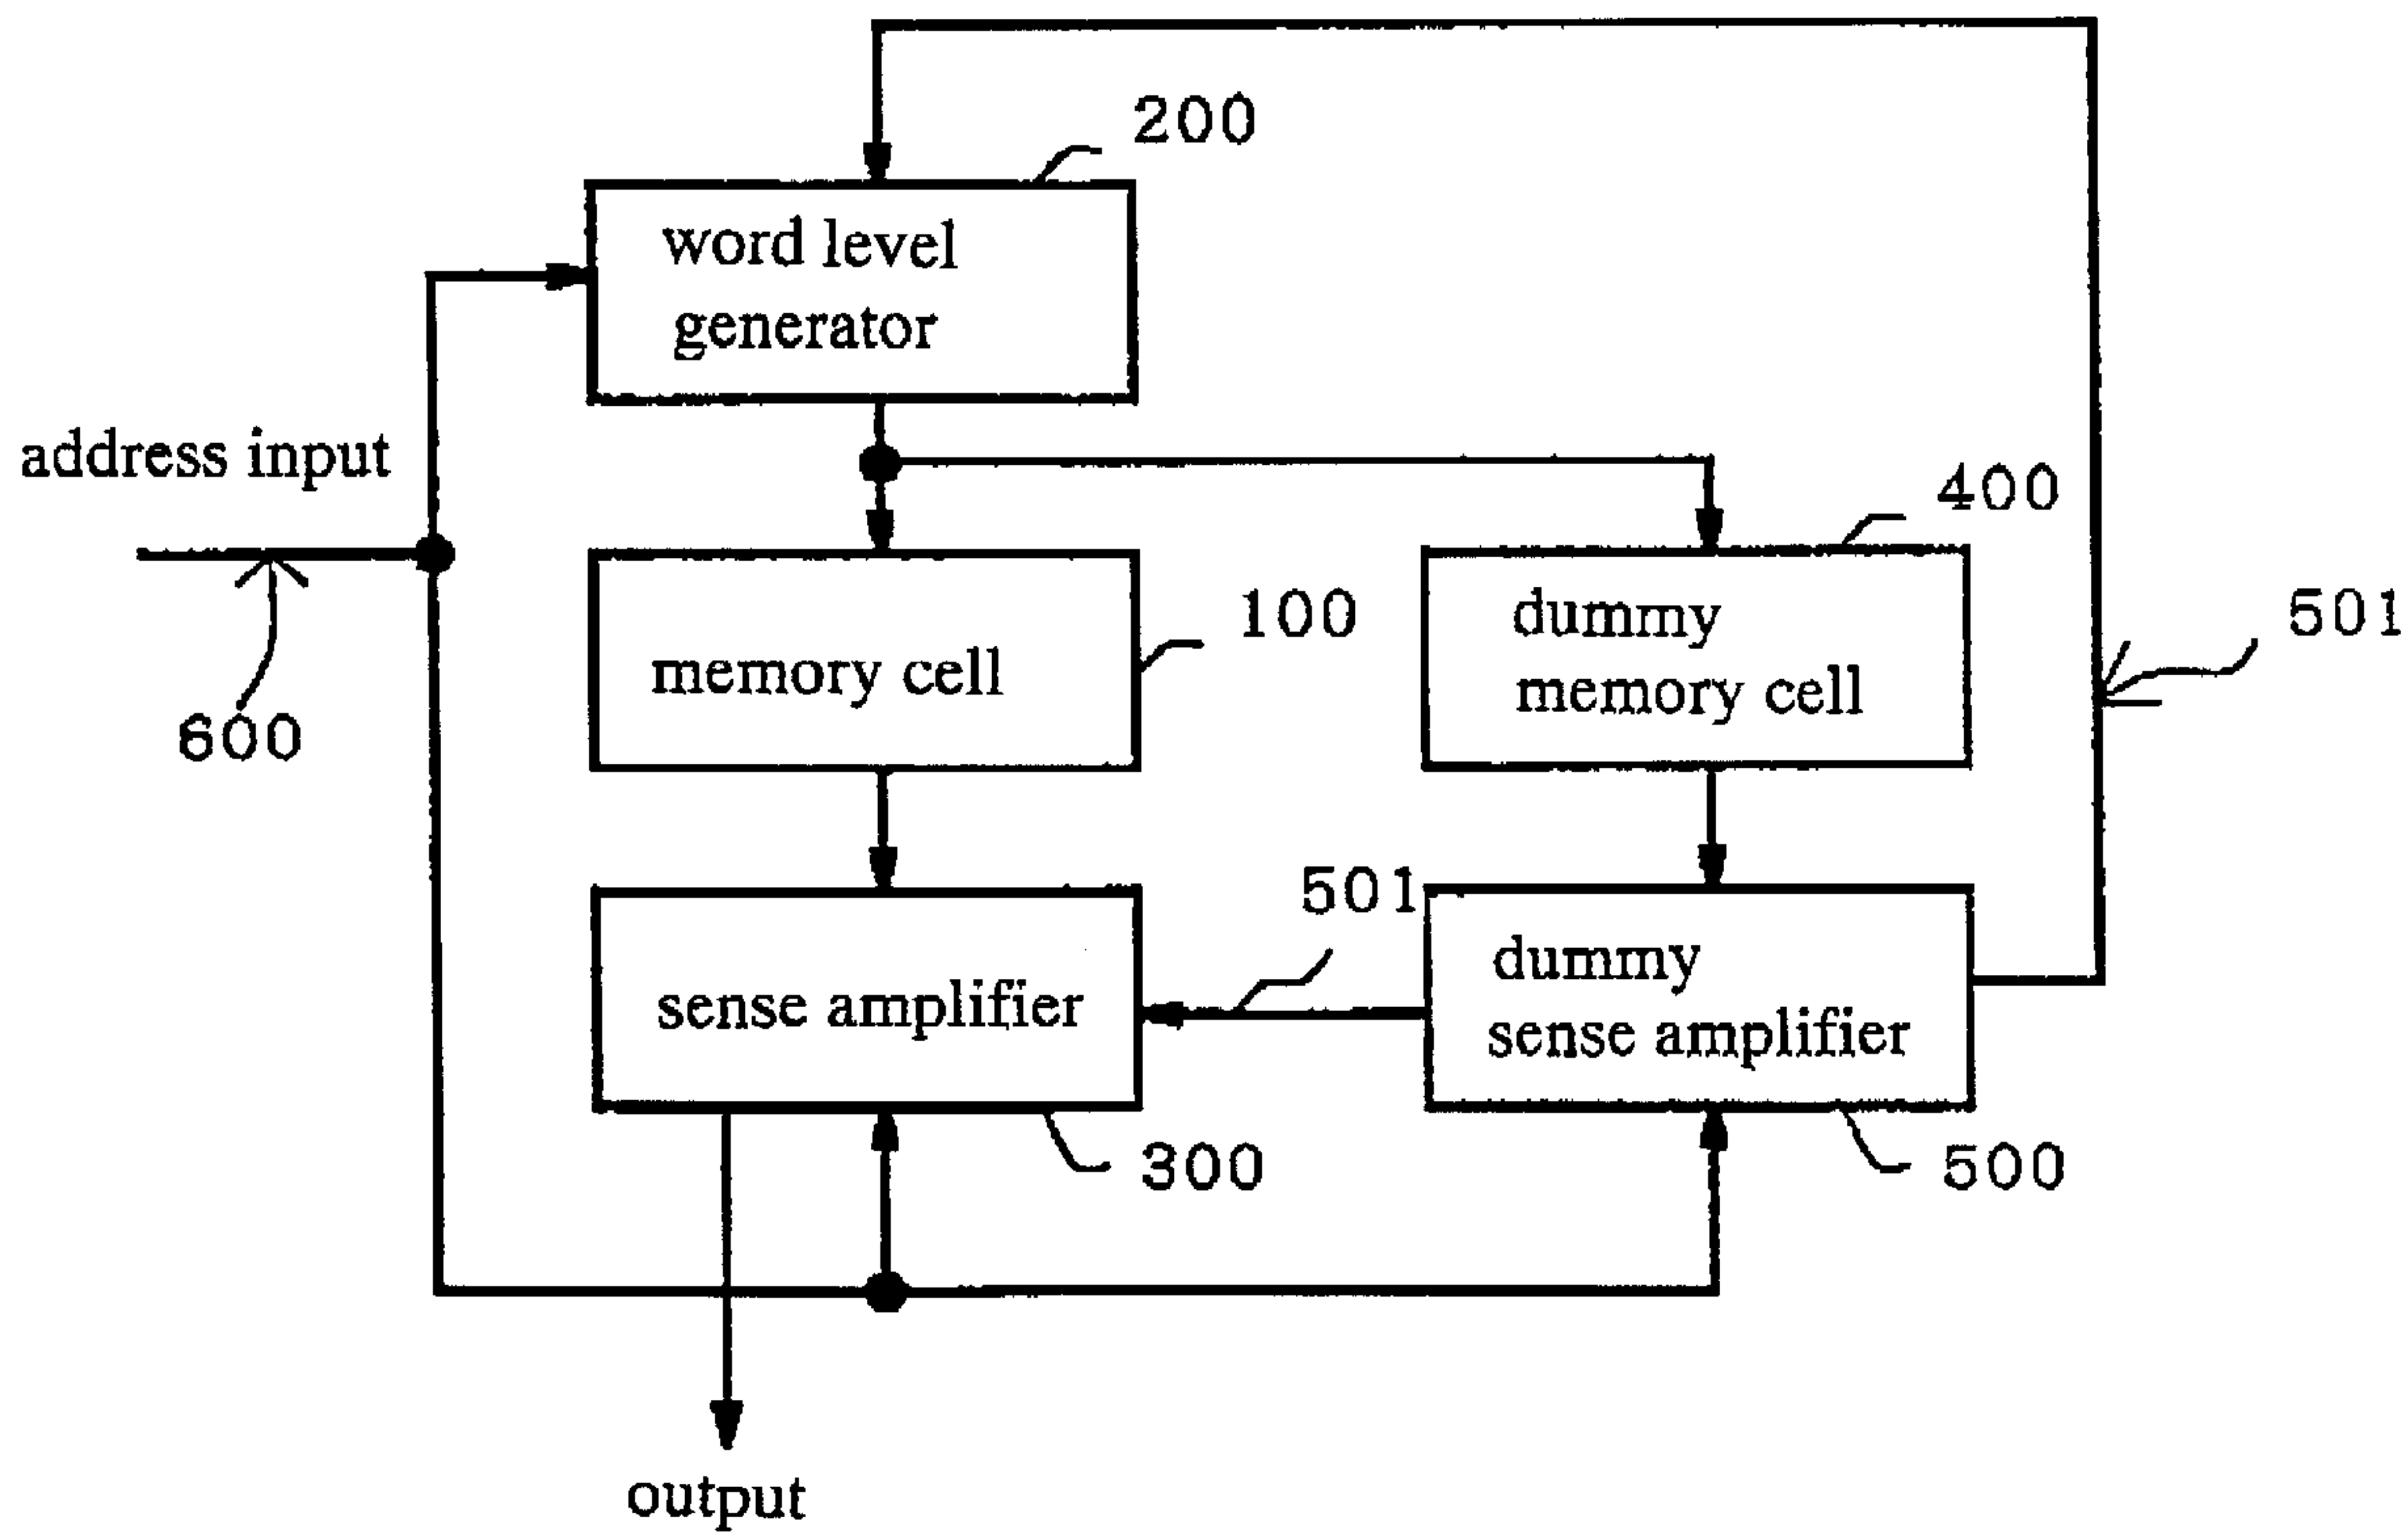 200
word level
generator
address input
400
100
memory cell
dummy
memory cell
501
600
501
sense amplifier
dummy
sense amplifier
300
500
output